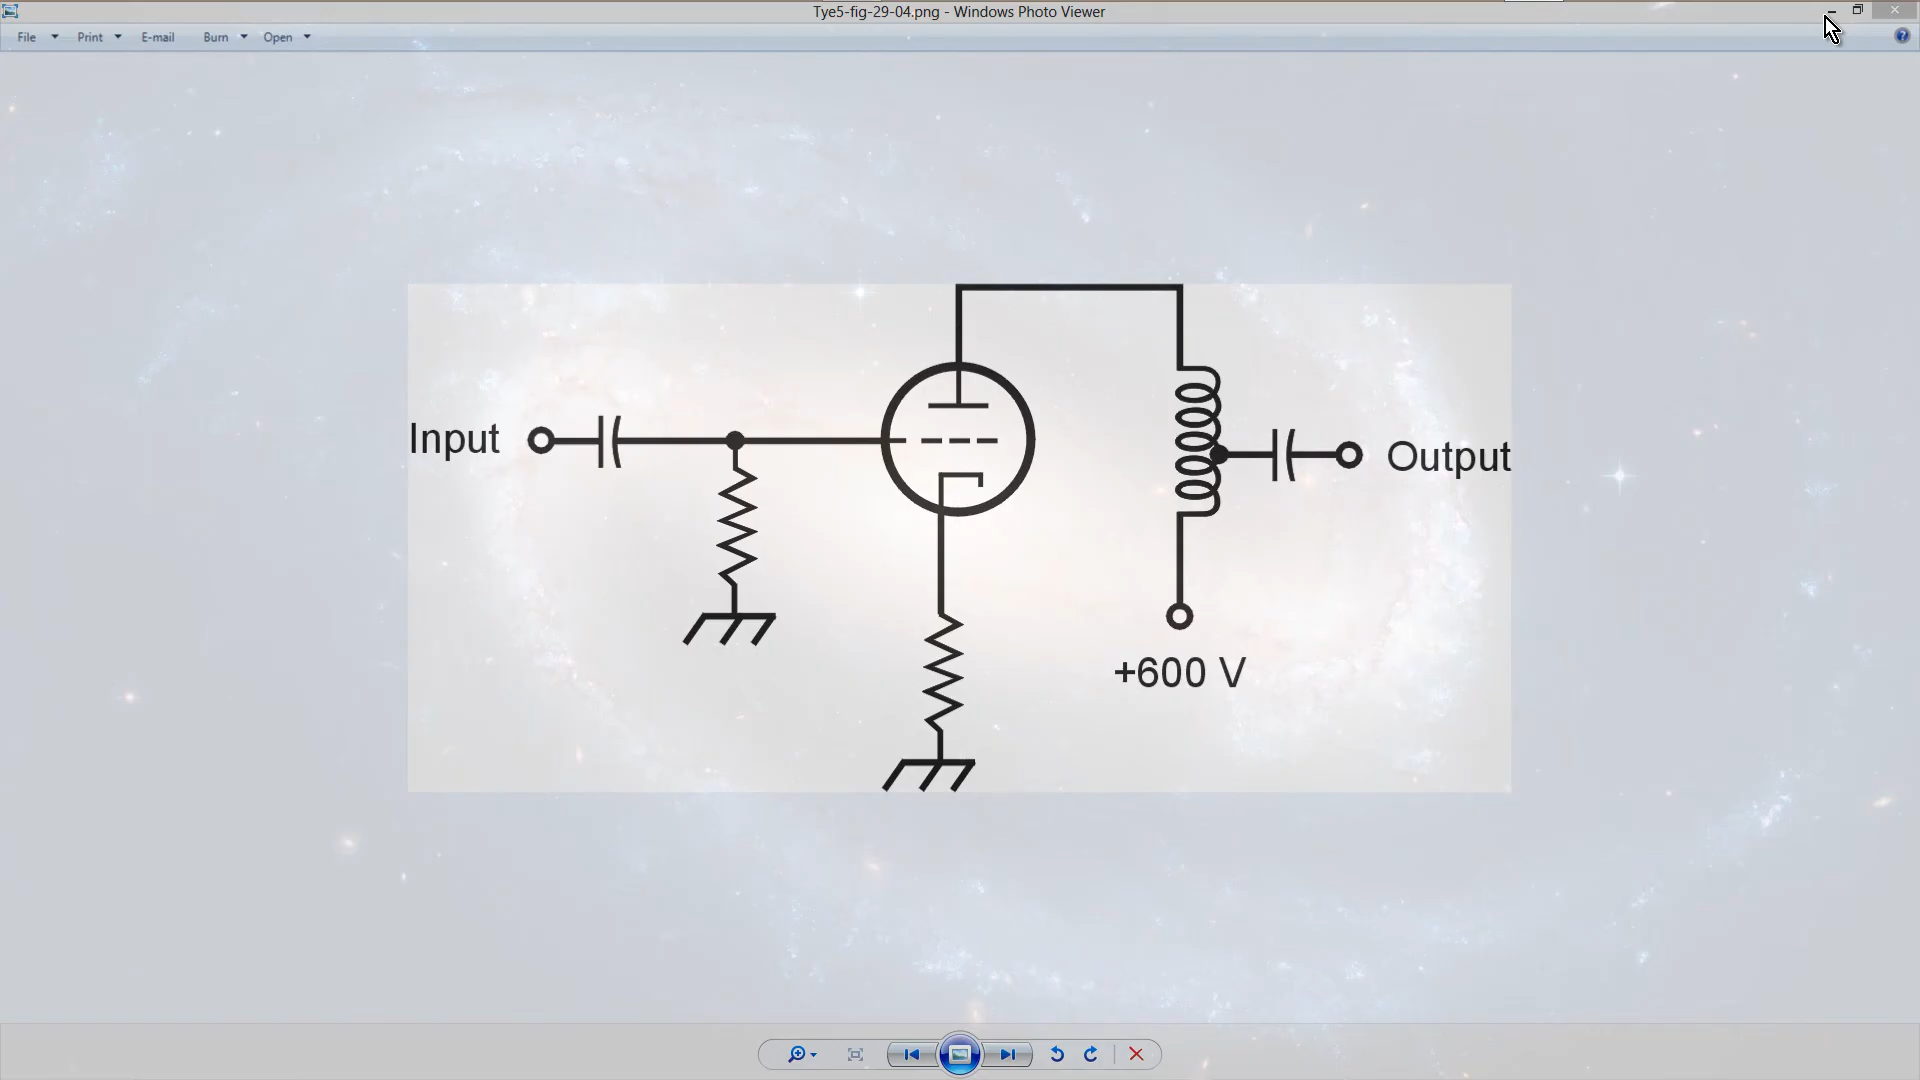 Tye5-fig-29-04.png - Windows Photo Viewer
File Print E-mail Burn Open
Input
Output
+600 V